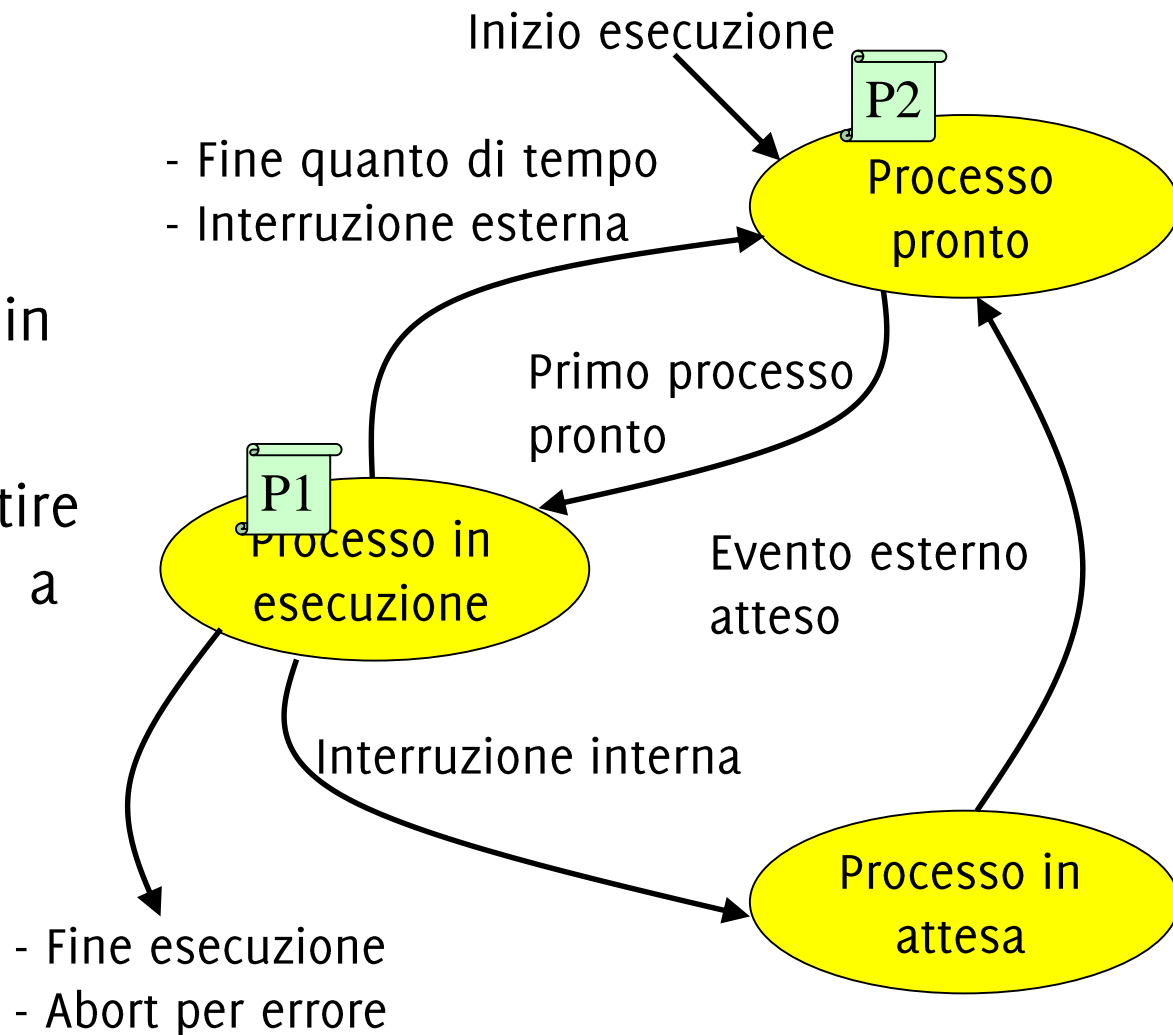 Inizio esecuzione
P2
- Fine quanto di tempo
- Interruzione esterna
Processo
pronto
in
Primo processo
pronto
tire
a
P1
Processo in
esecuzione
Evento esterno
atteso
Interruzione interna
Processo in
attesa
- Fine esecuzione
- Abort per errore